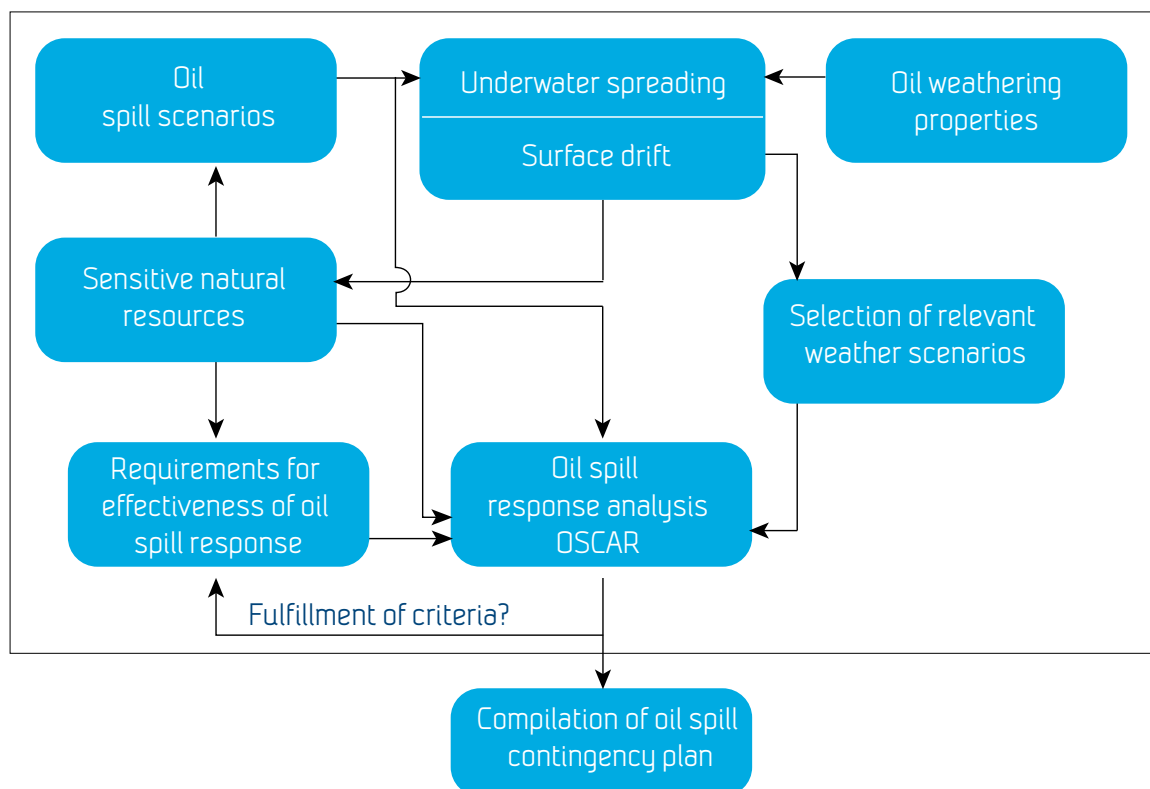 Oil
spill scenarios
Underwater spreading
Surface drift
Oil weathering
properties
Sensitive natural
resources
Selection of relevant
weather scenarios
Requirements for
effectiveness of oil
spill response
Oil spill
response analysis
OSCAR
Fulfillment of criteria?
Compilation of oil spill
contingency plan